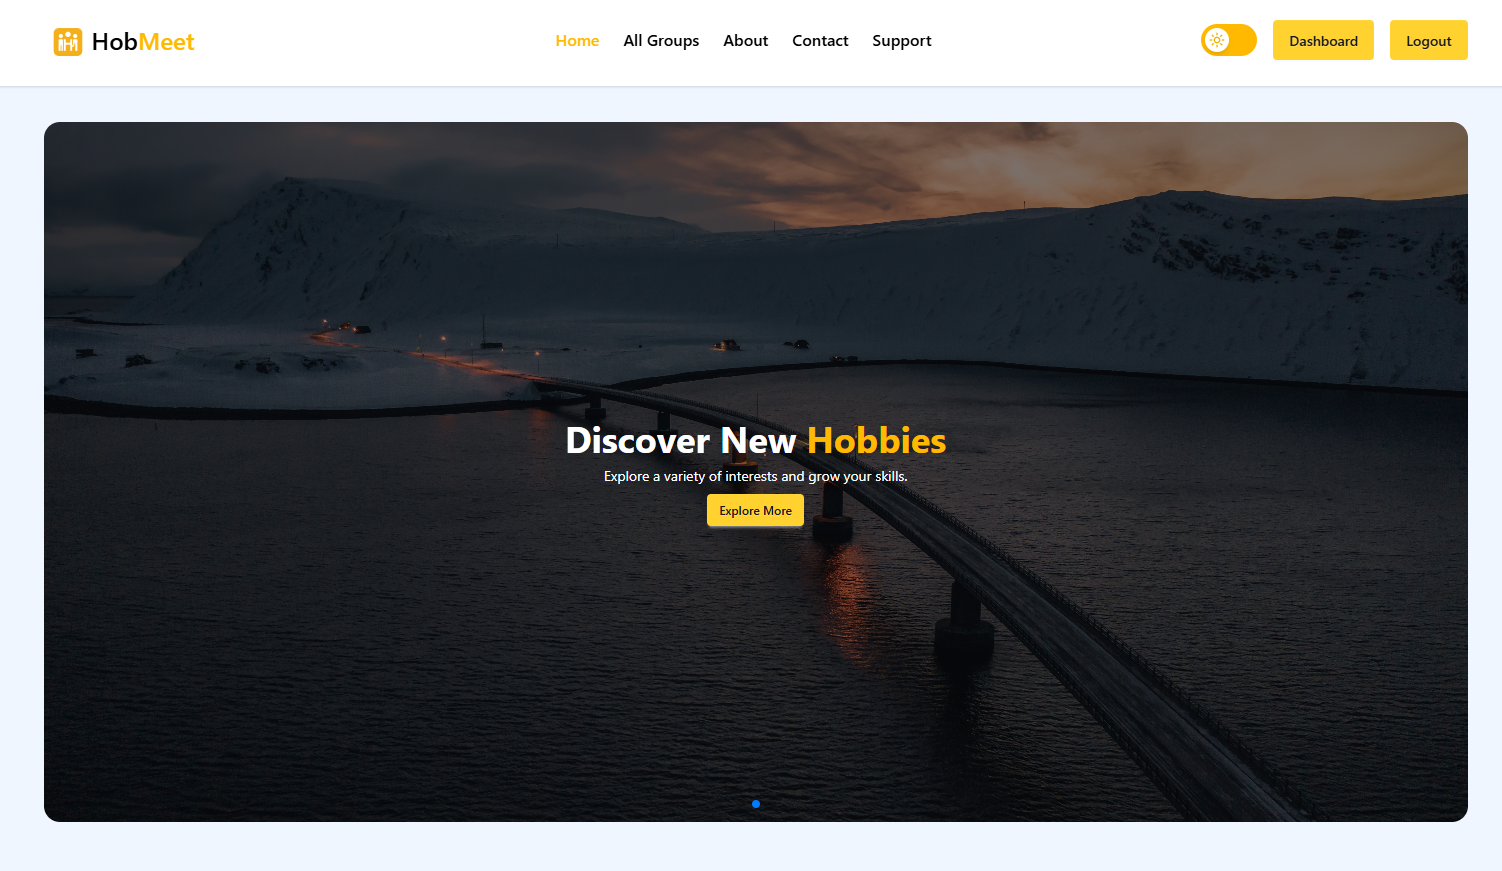 HobMeet
Home All Groups About Contact Support
Dashboard Logout
Discover New Hobbies
Explore a variety of interests and grow your skills.
Explore More